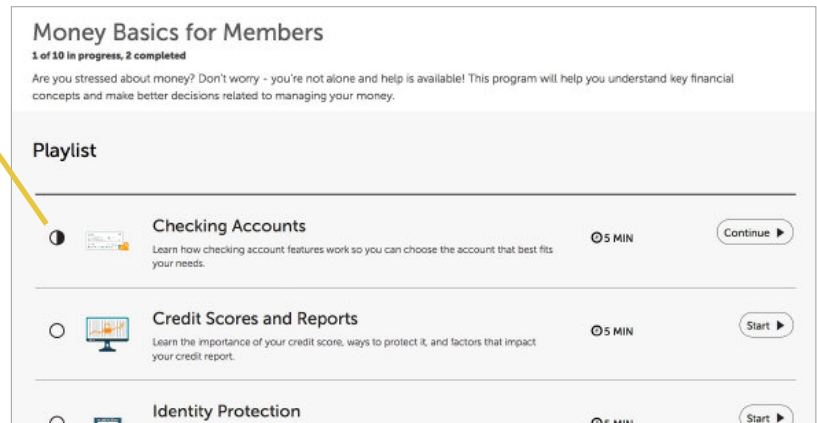 Money Basics for Members
1 of 10 in progress, 2 completed
Are you stressed about money? Don't worry - you're not alone and help is available! This program will help you understand key financial
concepts and make better decisions related to managing your money.
Playlist
Checking Accounts
Learn how checking account features work so you can choose the account that best fits
your needs.
5 MIN
Continue
Credit Scores and Reports
Learn the importance of your credit score, ways to protect it, and factors that impact
your credit report.
5 MIN
Start
Identity Protection
5 MIN
Start